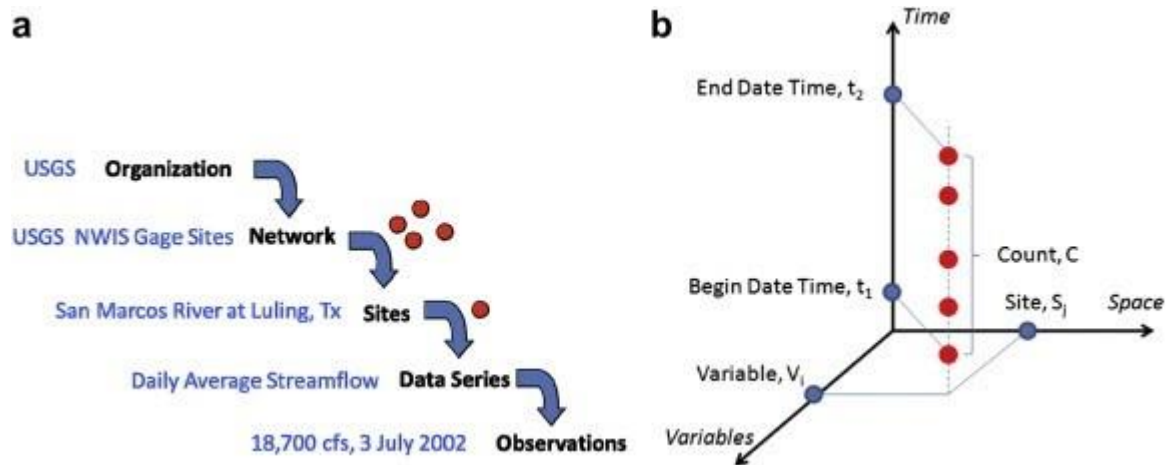 a
USGS Organization
USGS NWIS Gage Sites Network
San Marcos River at Luling, Tx Sites
Daily Average Streamflow Data Series
18,700 cfs, 3 July 2002 Observations
b
Time
End Date Time, t₂
Count, C
Begin Date Time, t₁
Site, Sⱼ
Space
Variable, Vᵢ
Variables